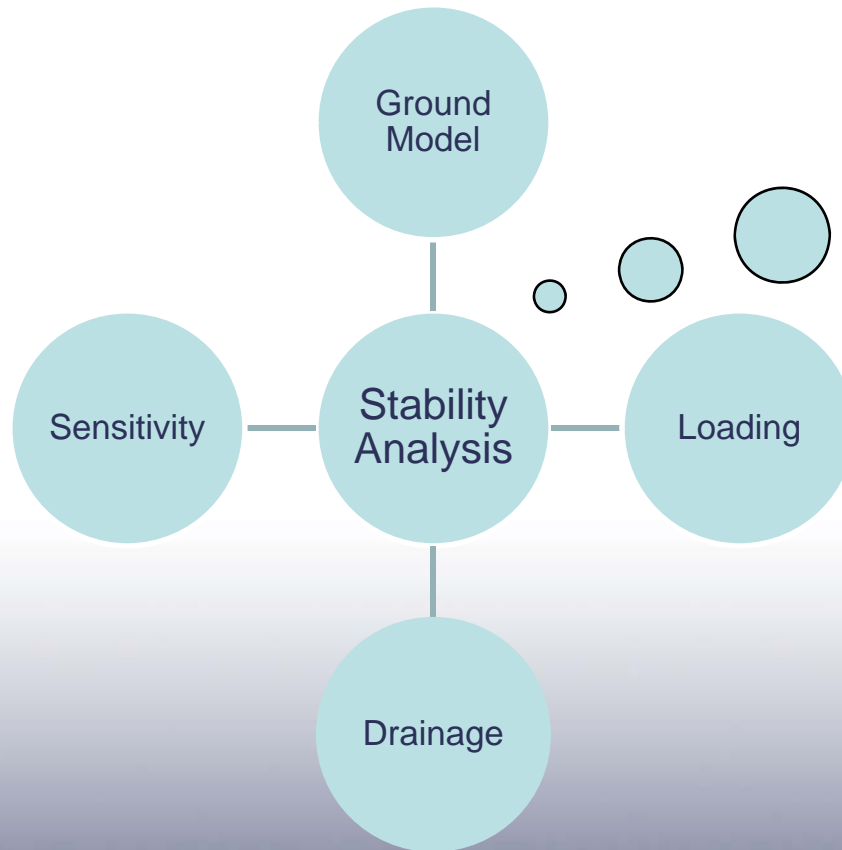 Ground
Model
Sensitivity
Stability
Analysis
Loading
Drainage